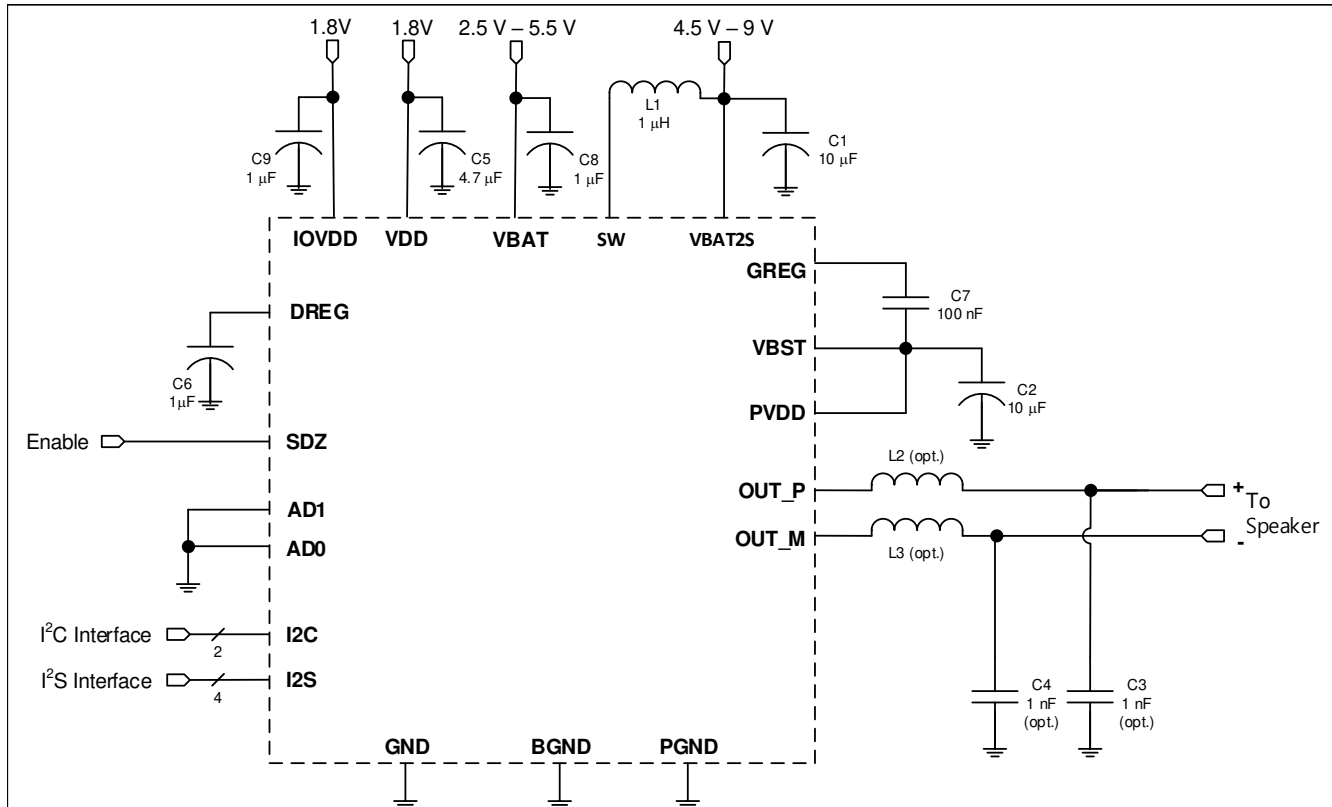 1.8V
1.8V
2.5 V – 5.5 V
4.5 V – 9 V
L1
1 μH
C9
1 μF
C5
4.7 μF
C8
1 μF
C1
10 μF
IOVDD
VDD
VBAT
SW
VBAT2S
GREG
C7
100 nF
DREG
VBST
C6
1μF
C2
10 μF
PVDD
Enable
SDZ
L2 (opt.)
OUT_P
+
To
Speaker
-
AD1
AD0
OUT_M
L3 (opt.)
I²C Interface
2
I2C
I²S Interface
4
I2S
C4
1 nF
(opt.)
C3
1 nF
(opt.)
GND
BGND
PGND